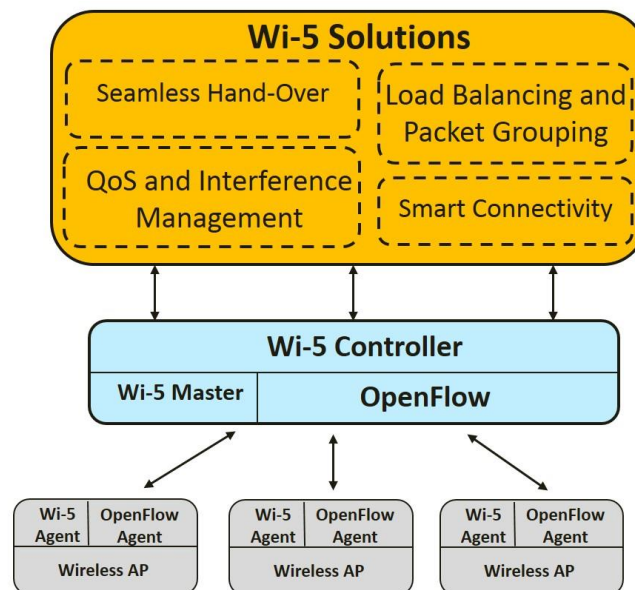 Wi-5 Solutions
Seamless Hand-Over
Load Balancing and
Packet Grouping
QoS and Interference
Management
Smart Connectivity
Wi-5 Controller
Wi-5 Master
OpenFlow
Wi-5
Agent
OpenFlow
Agent
Wireless AP
Wi-5
Agent
OpenFlow
Agent
Wireless AP
Wi-5
Agent
OpenFlow
Agent
Wireless AP